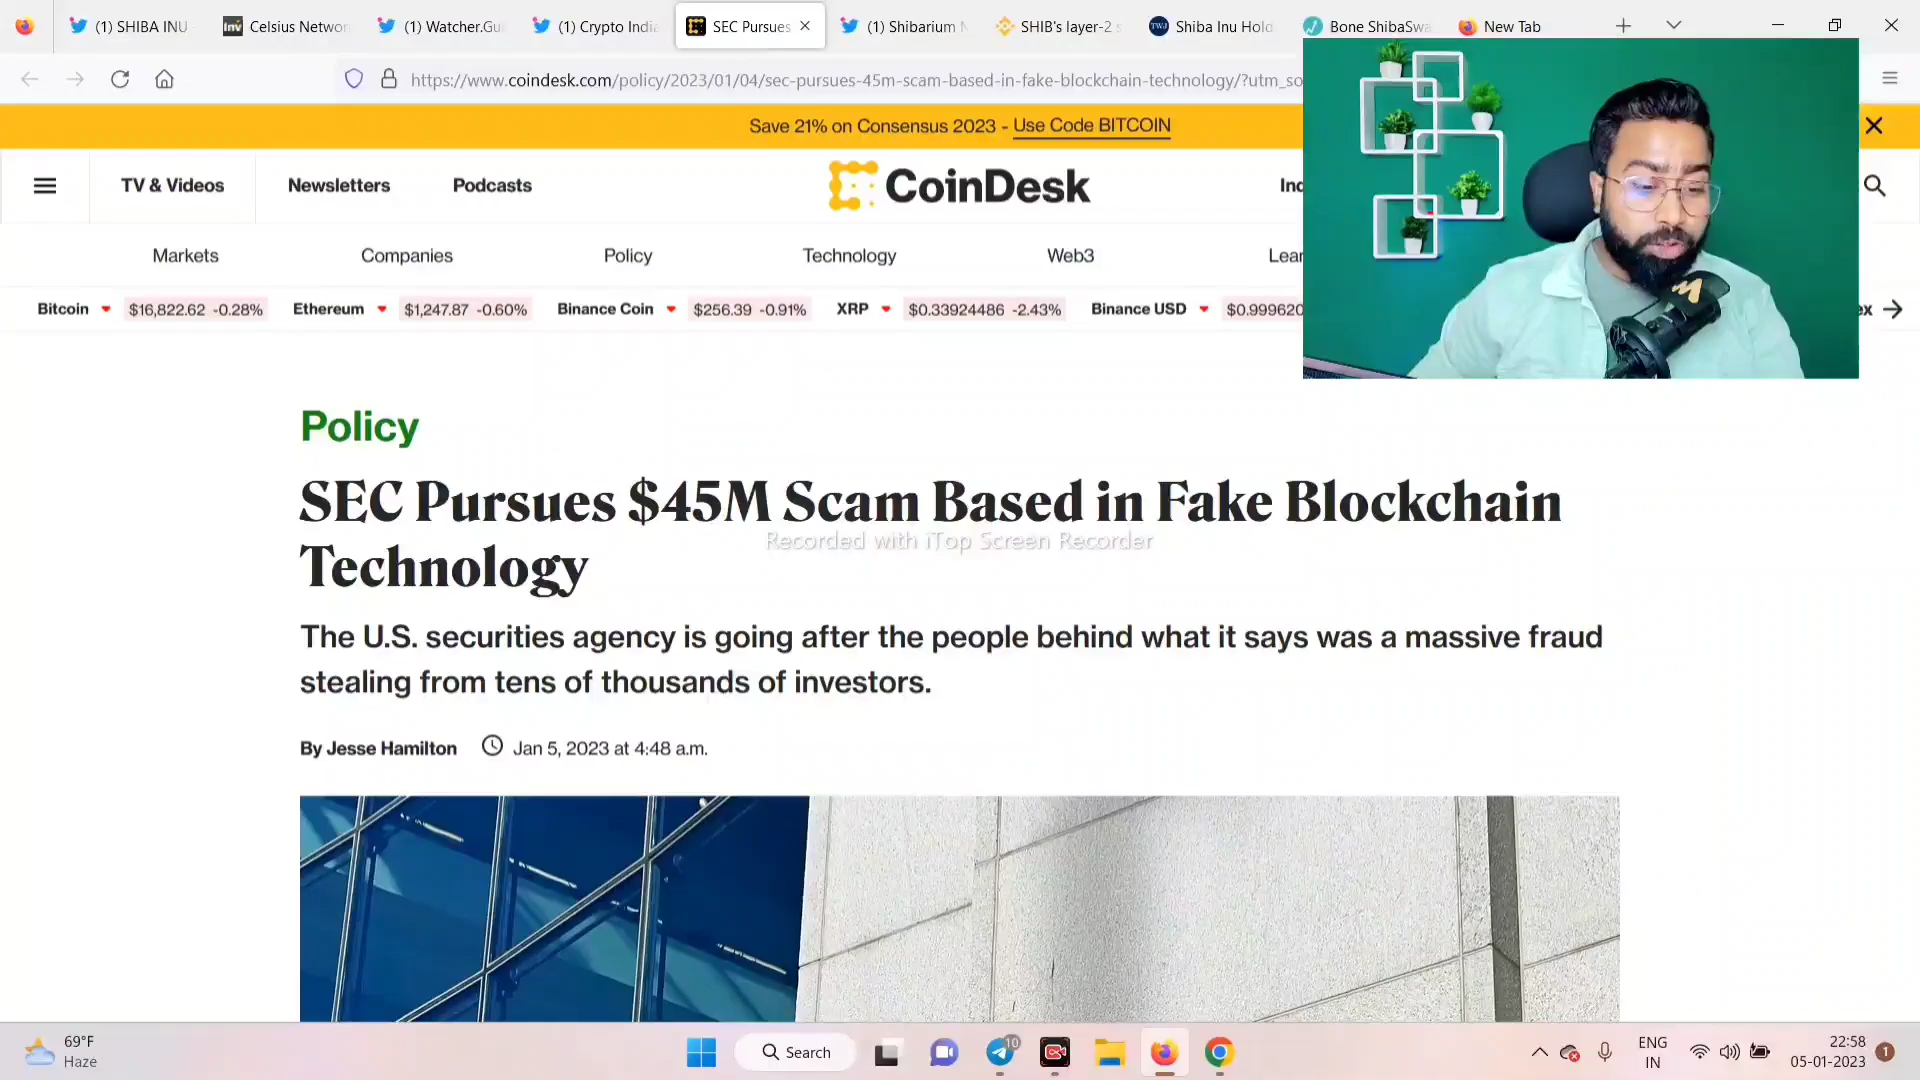 (1) SHIBA INU
Celsius Networ
(1) Watcher.Gu
(1) Crypto India
SEC Pursues
(1) Shibarium N
SHIB's layer-2 s
Shiba Inu Hold
Bone ShibaSwa
New Tab
https://www.coindesk.com/policy/2023/01/04/sec-pursues-45m-scam-based-in-fake-blockchain-technology/?utm_so
Save 21% on Consensus 2023 - Use Code BITCOIN
TV & Videos
Newsletters
Podcasts
CoinDesk
Ind
Markets
Companies
Policy
Technology
Web3
Lear
Bitcoin $16,822.62 -0.28%
Ethereum $1,247.87 -0.60%
Binance Coin $256.39 -0.91%
XRP $0.33924486 -2.43%
Binance USD $0.999620
ex
Policy
SEC Pursues $45M Scam Based in Fake Blockchain
Recorded with iTop Screen Recorder
Technology
The U.S. securities agency is going after the people behind what it says was a massive fraud
stealing from tens of thousands of investors.
By Jesse Hamilton Jan 5, 2023 at 4:48 a.m.
69°F
Haze
Search
10
ENG
IN
22:58
05-01-2023
1